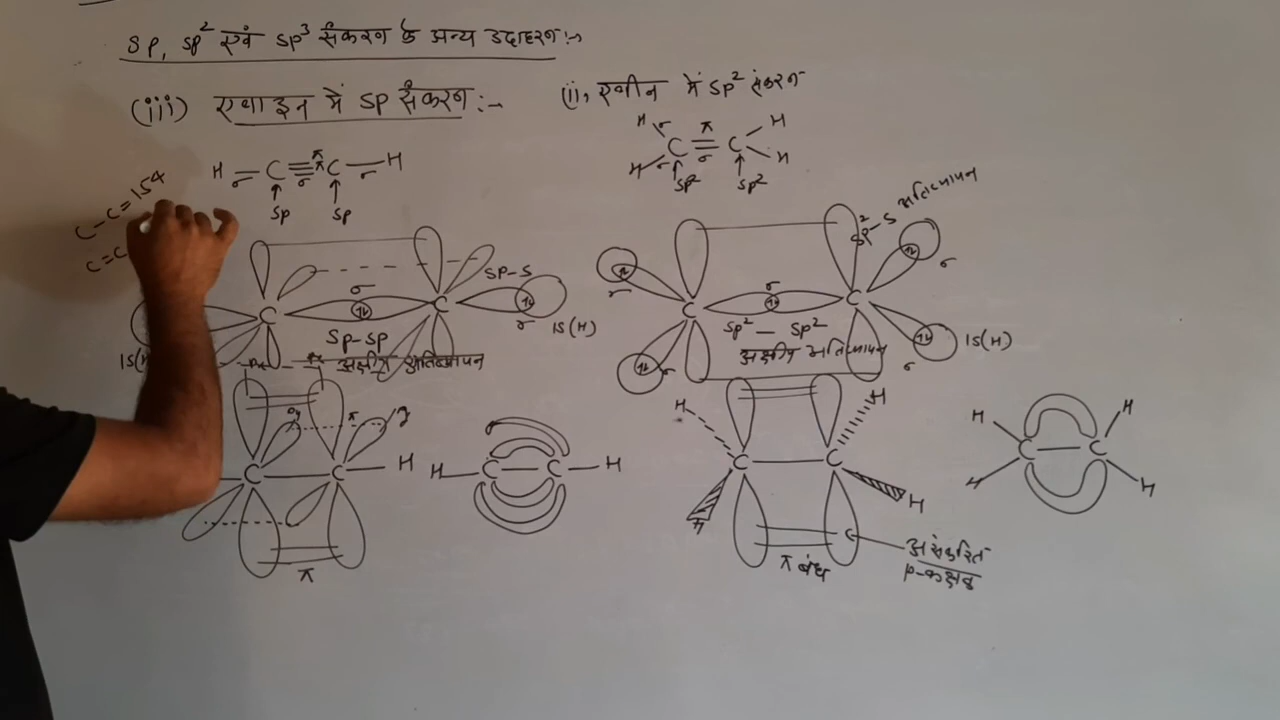 sp, sp² एवं sp³ संकरण के अन्य उदाहरण :-
(iii) एथाइन में sp संकरण :-
(ii) एथीन में sp² संकरण
H C π π C H
σ σ σ
sp sp
C-C = 154
C=C
H σ π H
C = C
H σ σ H
sp² sp²
sp-s
C σ C
sp-sp
σ 1s(H)
1s(H
अक्षीय अतिव्यापन
sp²-s अतिव्यापन
σ σ
C σ C
sp² - sp²
अक्षीय अतिव्यापन
σ σ 1s(H)
π y
C C H
π
H C C H
H H
C C
H H
π बंध
असंकरित
p-कक्षक
H H
C C
H H